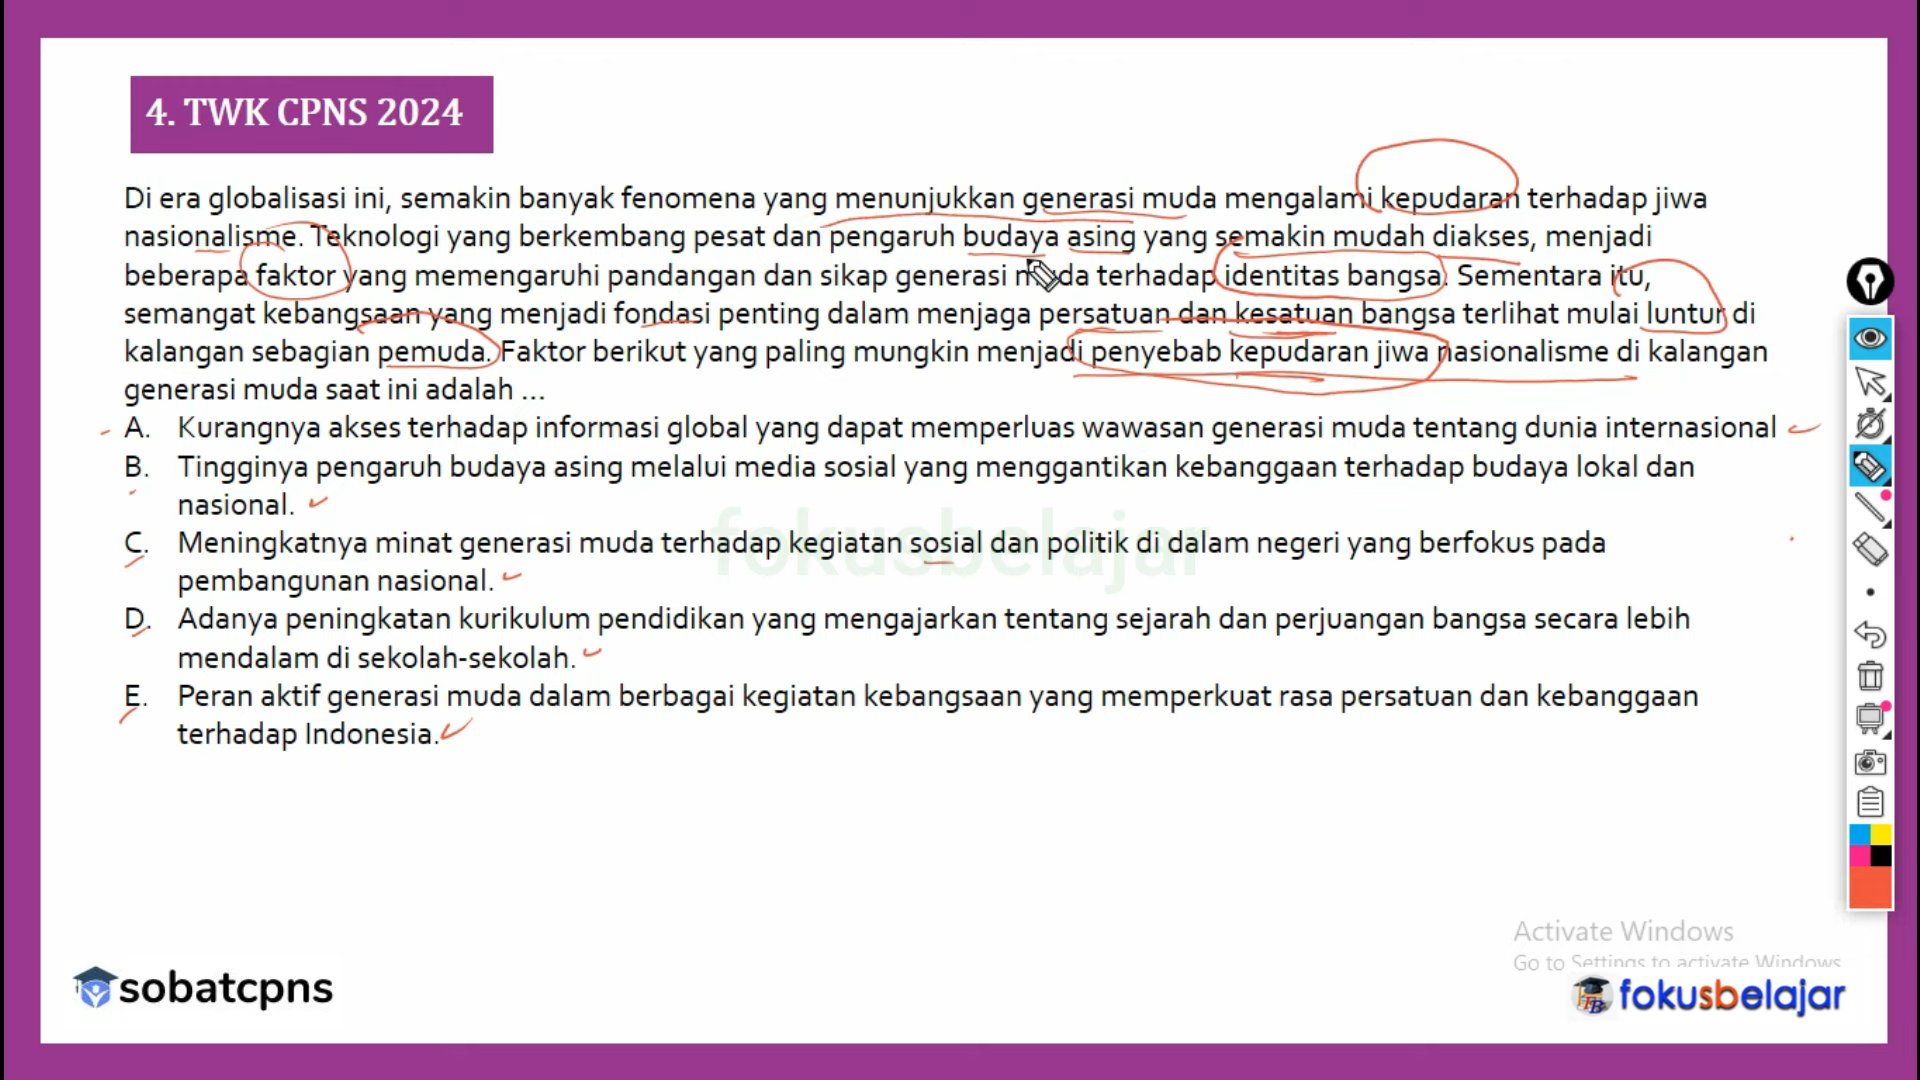 4. TWK CPNS 2024
Di era globalisasi ini, semakin banyak fenomena yang menunjukkan generasi muda mengalami kepudaran terhadap jiwa
nasionalisme. Teknologi yang berkembang pesat dan pengaruh budaya asing yang semakin mudah diakses, menjadi
beberapa faktor yang memengaruhi pandangan dan sikap generasi muda terhadap identitas bangsa. Sementara itu,
semangat kebangsaan yang menjadi fondasi penting dalam menjaga persatuan dan kesatuan bangsa terlihat mulai luntur di
kalangan sebagian pemuda. Faktor berikut yang paling mungkin menjadi penyebab kepudaran jiwa nasionalisme di kalangan
generasi muda saat ini adalah ...
A. Kurangnya akses terhadap informasi global yang dapat memperluas wawasan generasi muda tentang dunia internasional
B. Tingginya pengaruh budaya asing melalui media sosial yang menggantikan kebanggaan terhadap budaya lokal dan
nasional.
C. Meningkatnya minat generasi muda terhadap kegiatan sosial dan politik di dalam negeri yang berfokus pada
pembangunan nasional.
D. Adanya peningkatan kurikulum pendidikan yang mengajarkan tentang sejarah dan perjuangan bangsa secara lebih
mendalam di sekolah-sekolah.
E. Peran aktif generasi muda dalam berbagai kegiatan kebangsaan yang memperkuat rasa persatuan dan kebanggaan
terhadap Indonesia.
fokusbelajar
Activate Windows
Go to Settings to activate Windows.
sobatcpns
fokusbelajar